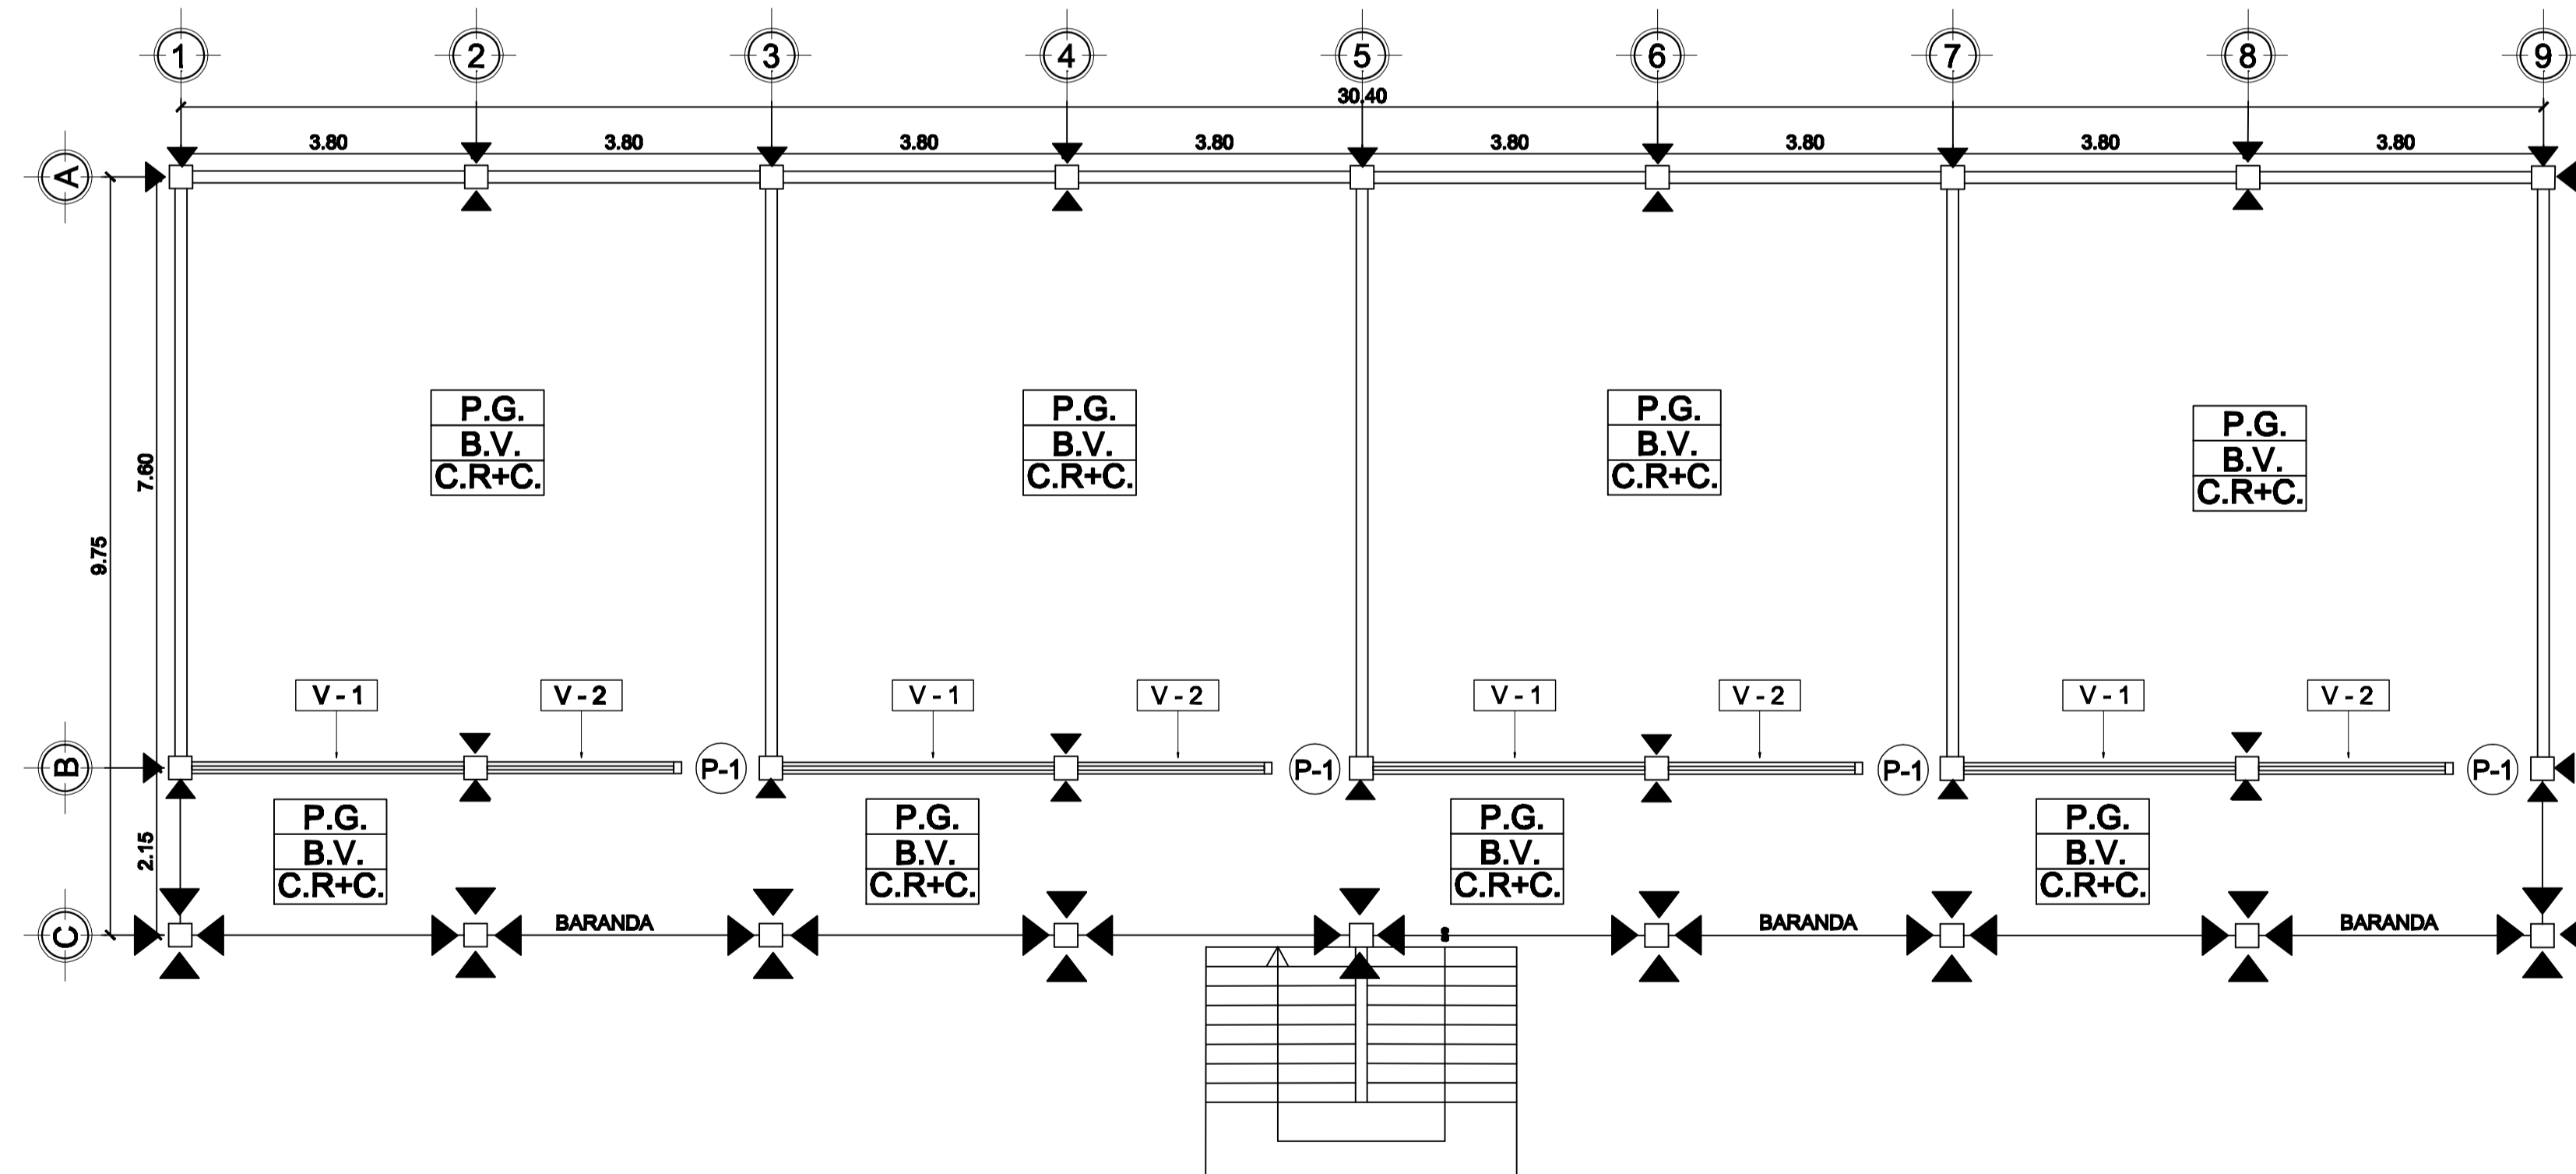 1 2 3 4 5 6 7 8 9
30.40
3.80 3.80 3.80 3.80 3.80 3.80 3.80 3.80
A
P.G. P.G. P.G. P.G.
B.V. B.V. B.V. B.V.
C.R+C. C.R+C. C.R+C. C.R+C.
7.60
9.75
V - 1 V - 2 V - 1 V - 2 V - 1 V - 2 V - 1 V - 2
B P-1 P-1 P-1 P-1
P.G. P.G. P.G. P.G.
B.V. B.V. B.V. B.V.
C.R+C. C.R+C. C.R+C. C.R+C.
2.15
C BARANDA BARANDA BARANDA